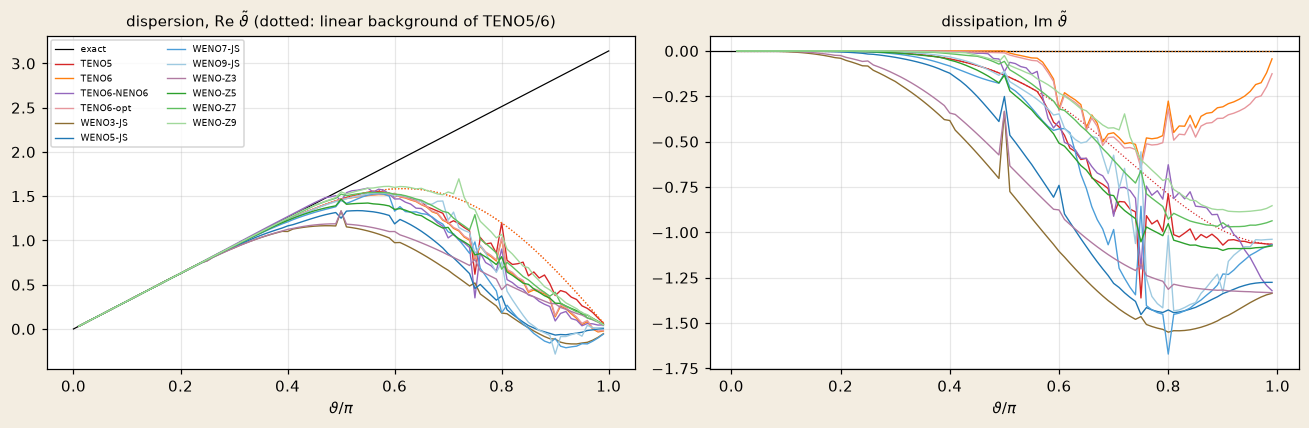 dispersion, Re ϑ̃ (dotted: linear background of TENO5/6)
exact
TENO5
TENO6
TENO6-NENO6
TENO6-opt
WENO3-JS
WENO5-JS
WENO7-JS
WENO9-JS
WENO-Z3
WENO-Z5
WENO-Z7
WENO-Z9
3.0
2.5
2.0
1.5
1.0
0.5
0.0
0.0 0.2 0.4 0.6 0.8 1.0
ϑ/π
dissipation, Im ϑ̃
0.00
−0.25
−0.50
−0.75
−1.00
−1.25
−1.50
−1.75
0.0 0.2 0.4 0.6 0.8 1.0
ϑ/π